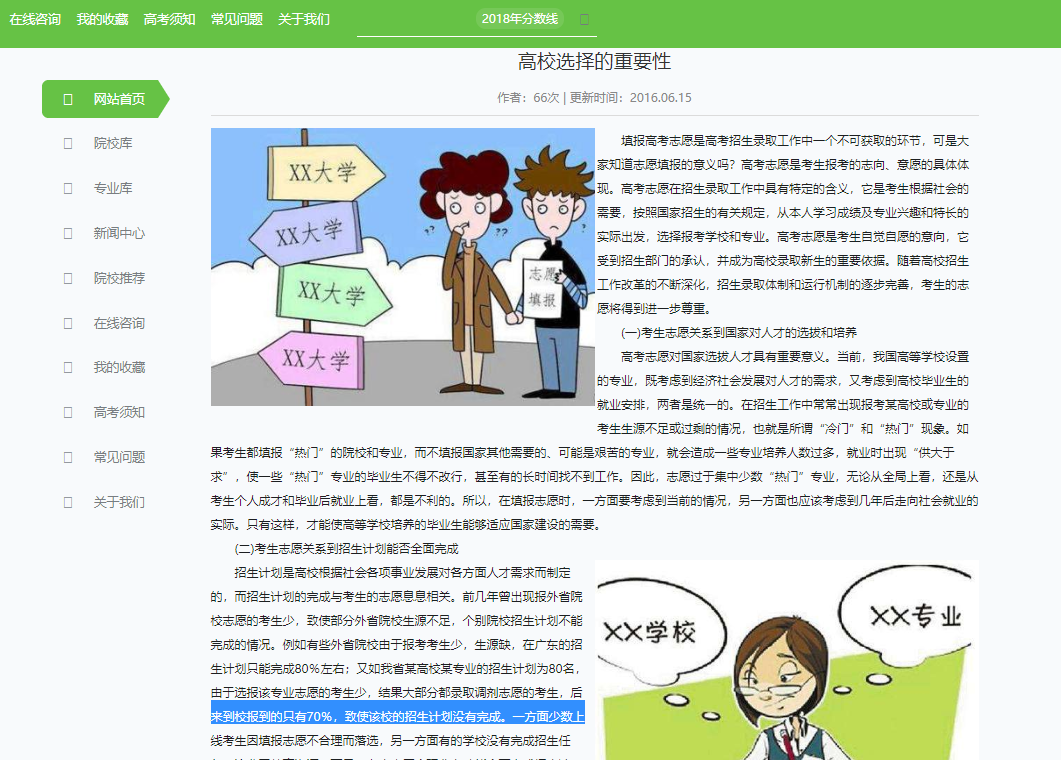 在线咨询 我的收藏 高考须知 常见问题 关于我们 2018年分数线
高校选择的重要性
作者：66次 | 更新时间：2016.06.15
网站首页
院校库
专业库
新闻中心
院校推荐
在线咨询
我的收藏
高考须知
常见问题
关于我们
XX大学
XX大学
XX大学
XX大学
??
??
?
志愿
填报
填报高考志愿是高考招生录取工作中一个不可获取的环节，可是大
家知道志愿填报的意义吗？高考志愿是考生报考的志向、意愿的具体体
现。高考志愿在招生录取工作中具有特定的含义，它是考生根据社会的
需要，按照国家招生的有关规定，从本人学习成绩及专业兴趣和特长的
实际出发，选择报考学校和专业。高考志愿是考生自觉自愿的意向，它
受到招生部门的承认，并成为高校录取新生的重要依据。随着高校招生
工作改革的不断深化，招生录取体制和运行机制的逐步完善，考生的志
愿将得到进一步尊重。
(一)考生志愿关系到国家对人才的选拔和培养
高考志愿对国家选拔人才具有重要意义。当前，我国高等学校设置
的专业，既考虑到经济社会发展对人才的需求，又考虑到高校毕业生的
就业安排，两者是统一的。在招生工作中常常出现报考某高校或专业的
考生生源不足或过剩的情况，也就是所谓“冷门”和“热门”现象。如
果考生都填报“热门”的院校和专业，而不填报国家其他需要的、可能是艰苦的专业，就会造成一些专业培养人数过多，就业时出现“供大于
求”，使一些“热门”专业的毕业生不得不改行，甚至有的长时间找不到工作。因此，志愿过于集中少数“热门”专业，无论从全局上看，还是从
考生个人成才和毕业后就业上看，都是不利的。所以，在填报志愿时，一方面要考虑到当前的情况，另一方面也应该考虑到几年后走向社会就业的
实际。只有这样，才能使高等学校培养的毕业生能够适应国家建设的需要。
(二)考生志愿关系到招生计划能否全面完成
招生计划是高校根据社会各项事业发展对各方面人才需求而制定
的，而招生计划的完成与考生的志愿息息相关。前几年曾出现报外省院
校志愿的考生少，致使部分外省院校生源不足，个别院校招生计划不能
完成的情况。例如有些外省院校由于报考考生少，生源缺，在广东的招
生计划只能完成80%左右；又如我省某高校某专业的招生计划为80名，
由于选报该专业志愿的考生少，结果大部分都录取调剂志愿的考生，后
来到校报到的只有70%，致使该校的招生计划没有完成。一方面少数上
线考生因填报志愿不合理而落选，另一方面有的学校没有完成招生任
XX学校
XX专业